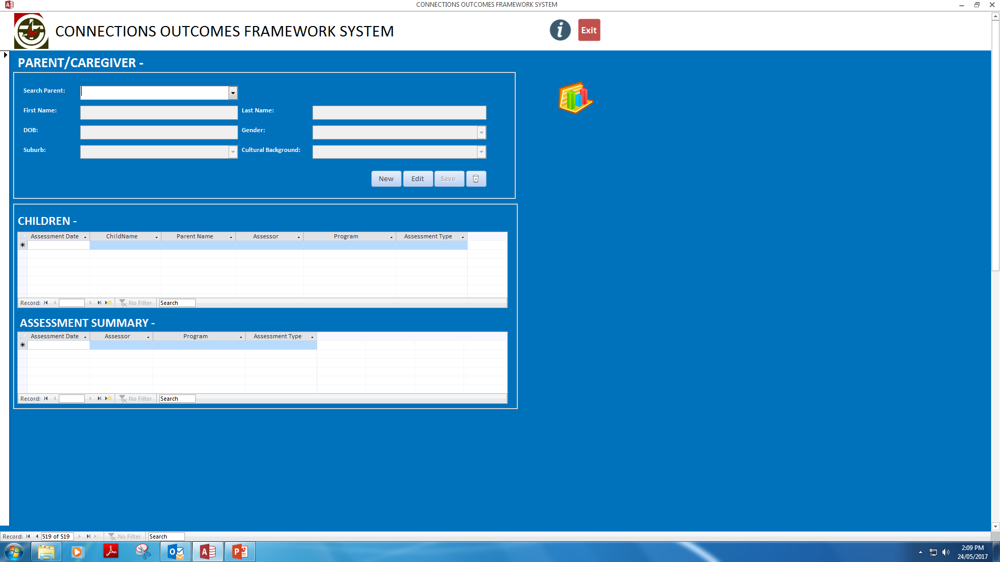 CONNECTIONS OUTCOMES FRAMEWORK SYSTEM
CONNECTIONS OUTCOMES FRAMEWORK SYSTEM
i Exit
PARENT/CAREGIVER -
Search Parent:
First Name: Last Name:
DOB: Gender:
Suburb: Cultural Background:
New Edit Save
CHILDREN -
Assessment Date ChildName Parent Name Assessor Program Assessment Type
Record: No Filter Search
ASSESSMENT SUMMARY -
Assessment Date Assessor Program Assessment Type
Record: No Filter Search
Record: 519 of 519 No Filter Search
2:09 PM
24/05/2017